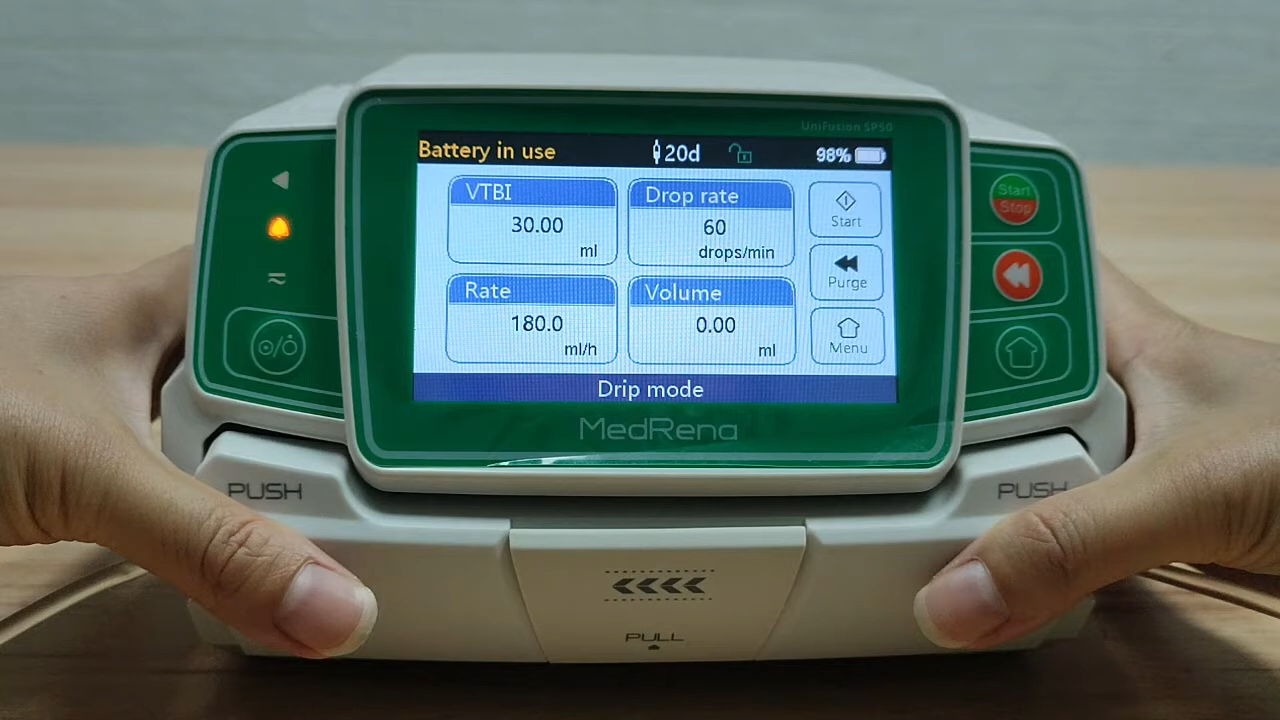 UniFusion SP50
Battery in use
20d
98%
VTBI
30.00
ml
Drop rate
60
drops/min
Start
Rate
180.0
ml/h
Volume
0.00
ml
Purge
Menu
Drip mode
MedRena
Start
Stop
PUSH
PUSH
PULL